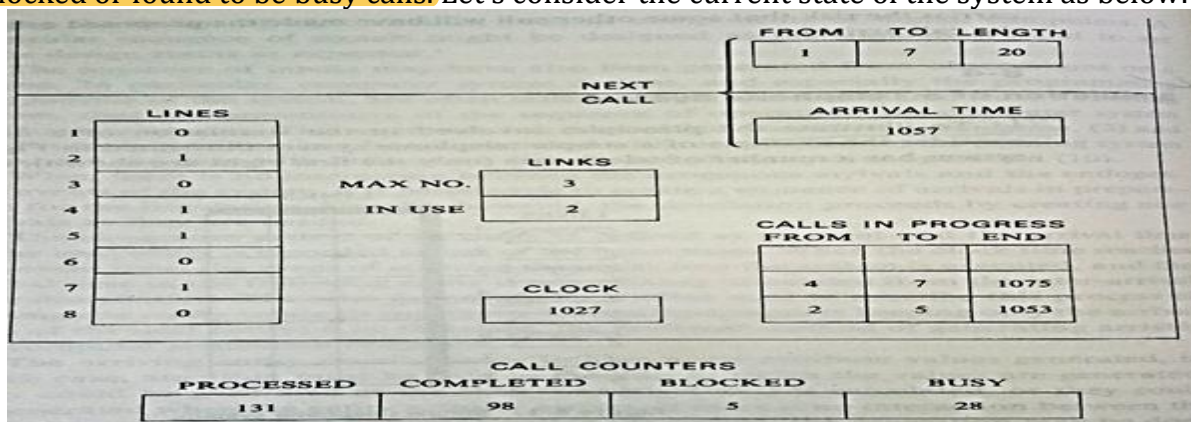 locked or found to be busy calls. Let's consider the current state of the system as below.
FROM TO LENGTH
1 7 20
NEXT CALL
ARRIVAL TIME
1057
LINES
1 0
2 1
3 0
4 1
5 1
6 0
7 1
8 0
LINKS
MAX NO. 3
IN USE 2
CLOCK
1027
CALLS IN PROGRESS
FROM TO END
4 7 1075
2 5 1053
CALL COUNTERS
PROCESSED COMPLETED BLOCKED BUSY
131 98 5 28